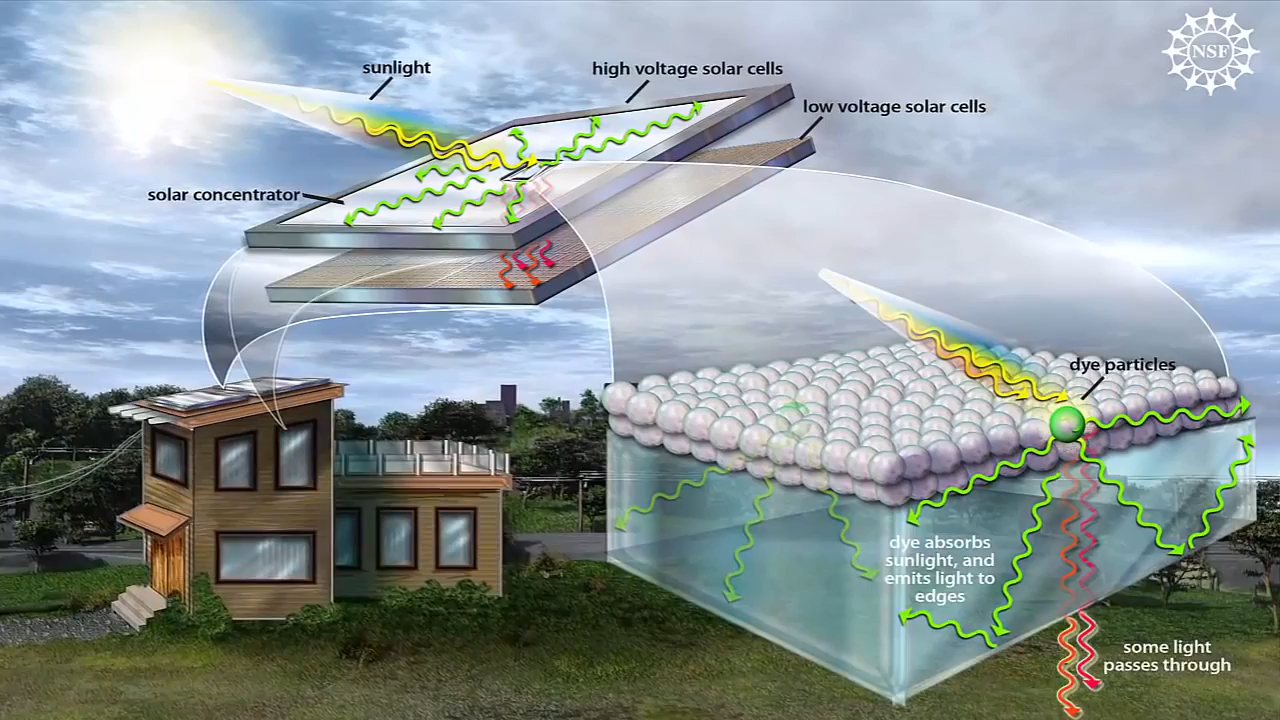 NSF
sunlight
high voltage solar cells
low voltage solar cells
solar concentrator
dye particles
dye absorbs
sunlight, and
emits light to
edges
some light
passes through